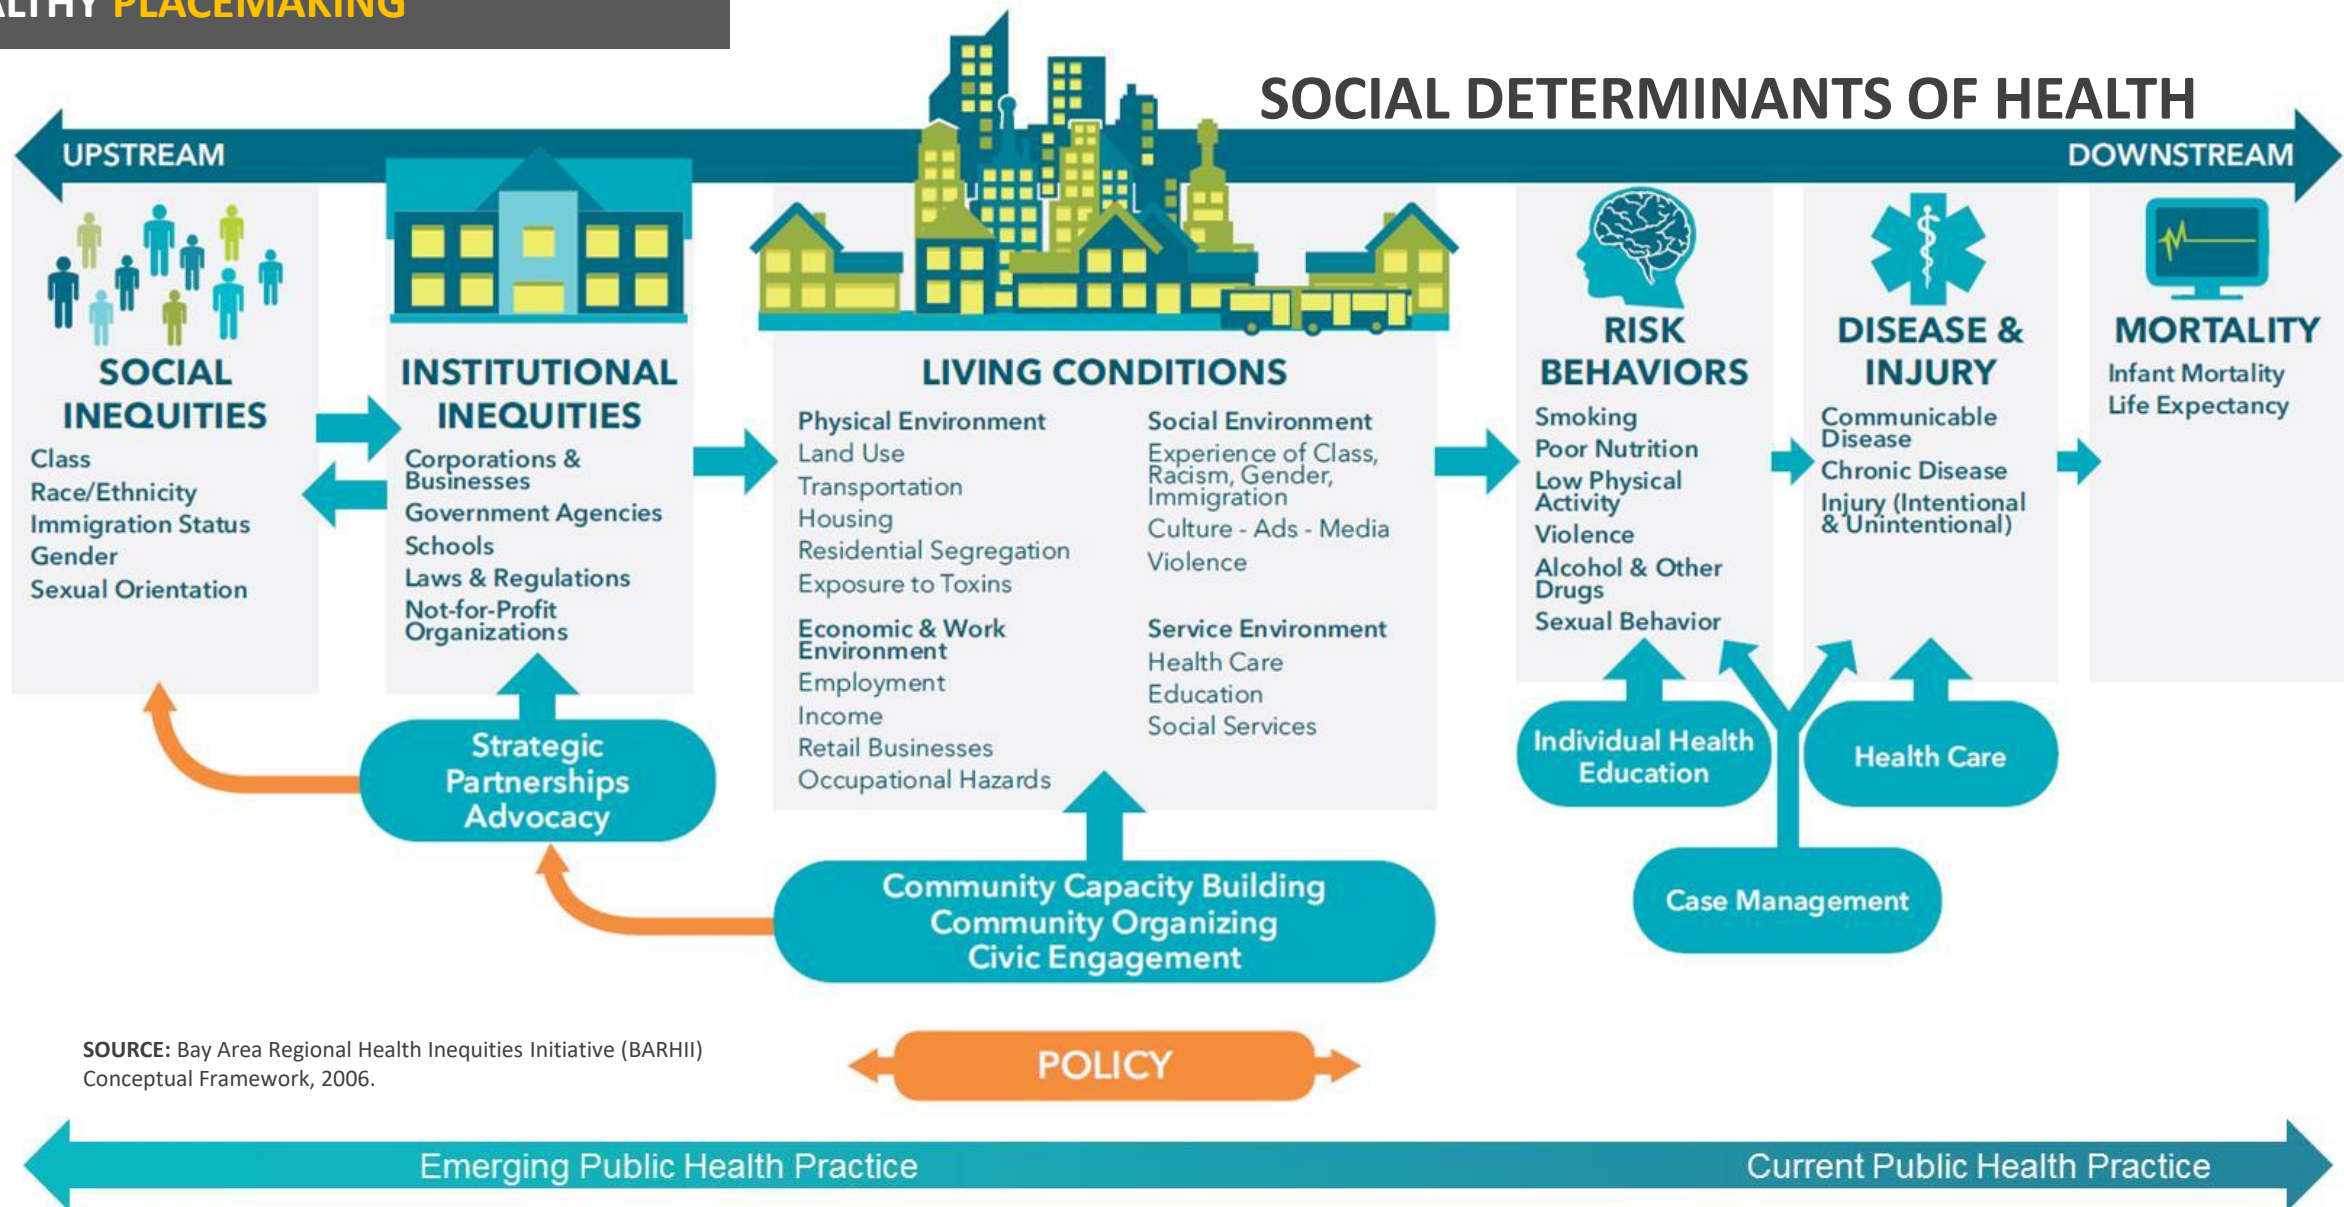 PLACEMAKING
SOCIAL DETERMINANTS OF HEALTH
UPSTREAM
DOWNSTREAM
SOCIAL
INEQUITIES
Class
Race/Ethnicity
Immigration Status
Gender
Sexual Orientation
INSTITUTIONAL
INEQUITIES
Corporations &
Businesses
Government Agencies
Schools
Laws & Regulations
Not-for-Profit
Organizations
LIVING CONDITIONS
Physical Environment
Land Use
Transportation
Housing
Residential Segregation
Exposure to Toxins
Economic & Work
Environment
Employment
Income
Retail Businesses
Occupational Hazards
Social Environment
Experience of Class,
Racism, Gender,
Immigration
Culture - Ads - Media
Violence
Service Environment
Health Care
Education
Social Services
RISK
BEHAVIORS
Smoking
Poor Nutrition
Low Physical
Activity
Violence
Alcohol & Other
Drugs
Sexual Behavior
DISEASE &
INJURY
Communicable
Disease
Chronic Disease
Injury (Intentional
& Unintentional)
MORTALITY
Infant Mortality
Life Expectancy
Strategic
Partnerships
Advocacy
Community Capacity Building
Community Organizing
Civic Engagement
Individual Health
Education
Health Care
Case Management
POLICY
SOURCE: Bay Area Regional Health Inequities Initiative (BARHII)
Conceptual Framework, 2006.
Emerging Public Health Practice
Current Public Health Practice